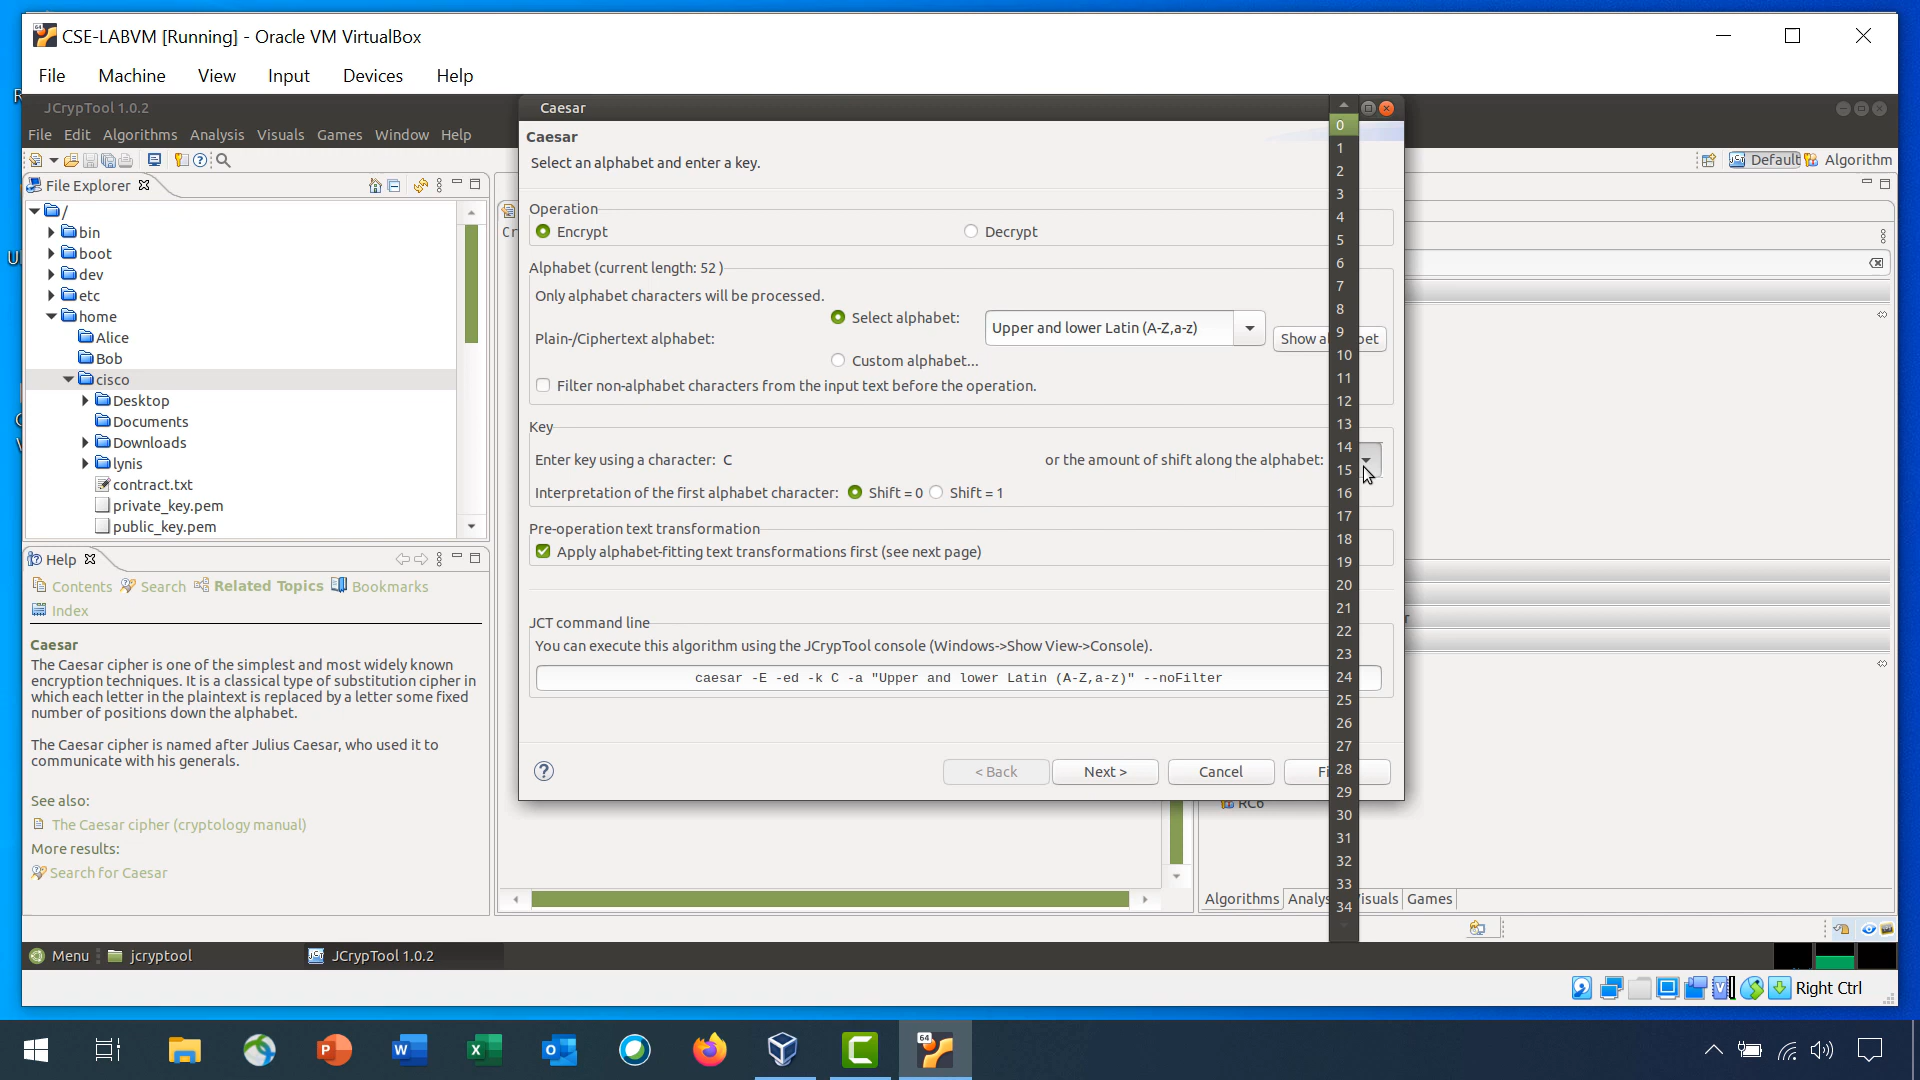 CSE-LABVM [Running] - Oracle VM VirtualBox
File Machine View Input Devices Help
JCrypTool 1.0.2
File Edit Algorithms Analysis Visuals Games Window Help
Default Algorithm
File Explorer
/
bin
boot
dev
etc
home
Alice
Bob
cisco
Desktop
Documents
Downloads
lynis
contract.txt
private_key.pem
public_key.pem
Help
Contents Search Related Topics Bookmarks
Index
Caesar
The Caesar cipher is one of the simplest and most widely known
encryption techniques. It is a classical type of substitution cipher in
which each letter in the plaintext is replaced by a letter some fixed
number of positions down the alphabet.
The Caesar cipher is named after Julius Caesar, who used it to
communicate with his generals.
See also:
The Caesar cipher (cryptology manual)
More results:
Search for Caesar
Caesar
Caesar
Select an alphabet and enter a key.
Operation
Encrypt Decrypt
Alphabet (current length: 52 )
Only alphabet characters will be processed.
Plain-/Ciphertext alphabet:
Select alphabet: Upper and lower Latin (A-Z,a-z)
Custom alphabet...
Filter non-alphabet characters from the input text before the operation.
Key
Enter key using a character: C or the amount of shift along the alphabet:
Interpretation of the first alphabet character: Shift = 0 Shift = 1
Pre-operation text transformation
Apply alphabet-fitting text transformations first (see next page)
JCT command line
You can execute this algorithm using the JCrypTool console (Windows->Show View->Console).
caesar -E -ed -k C -a "Upper and lower Latin (A-Z,a-z)" --noFilter
< Back Next > Cancel
0
1
2
3
4
5
6
7
8
9
10
11
12
13
14
15
16
17
18
19
20
21
22
23
24
25
26
27
28
29
30
31
32
33
34
RC6
Algorithms Games
Menu jcryptool JCrypTool 1.0.2
Right Ctrl
64